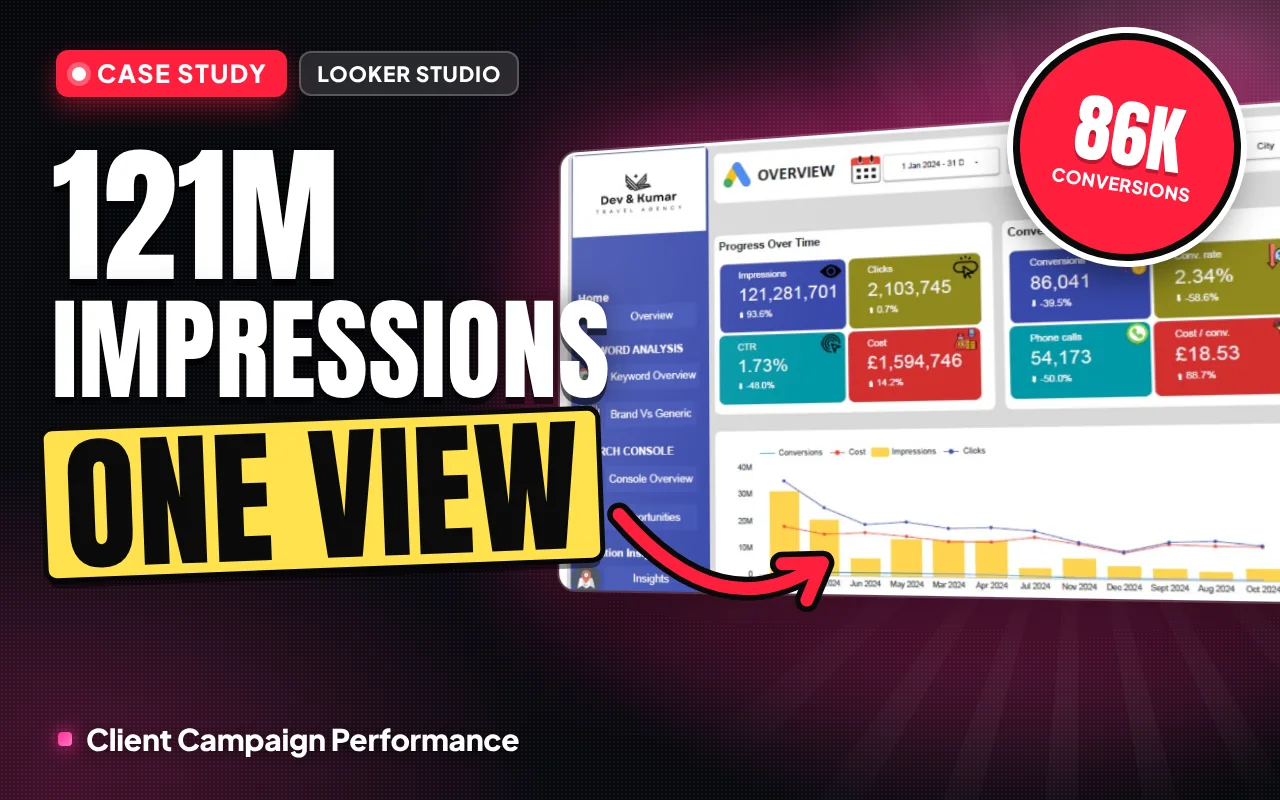 CASE STUDY
LOOKER STUDIO
121M
IMPRESSIONS
ONE VIEW
Client Campaign Performance
86K
CONVERSIONS
Dev & Kumar
TRAVEL AGENCY
Home
Overview
WORD ANALYSIS
Keyword Overview
Brand Vs Generic
RCH CONSOLE
Console Overview
ortunities
tion Ins
Insights
OVERVIEW
1 Jan 2024 - 31 D
City
Progress Over Time
Impressions
121,281,701
93.6%
Clicks
2,103,745
0.7%
CTR
1.73%
-48.0%
Cost
£1,594,746
14.2%
Conve
Conversions
86,041
-39.5%
Conv. rate
2.34%
-58.6%
Phone calls
54,173
-50.0%
Cost / conv.
£18.53
88.7%
Conversions Cost Impressions Clicks
40M
30M
20M
10M
0
2024 Jun 2024 May 2024 Mar 2024 Apr 2024 Jul 2024 Nov 2024 Dec 2024 Sept 2024 Aug 2024 Oct 2024